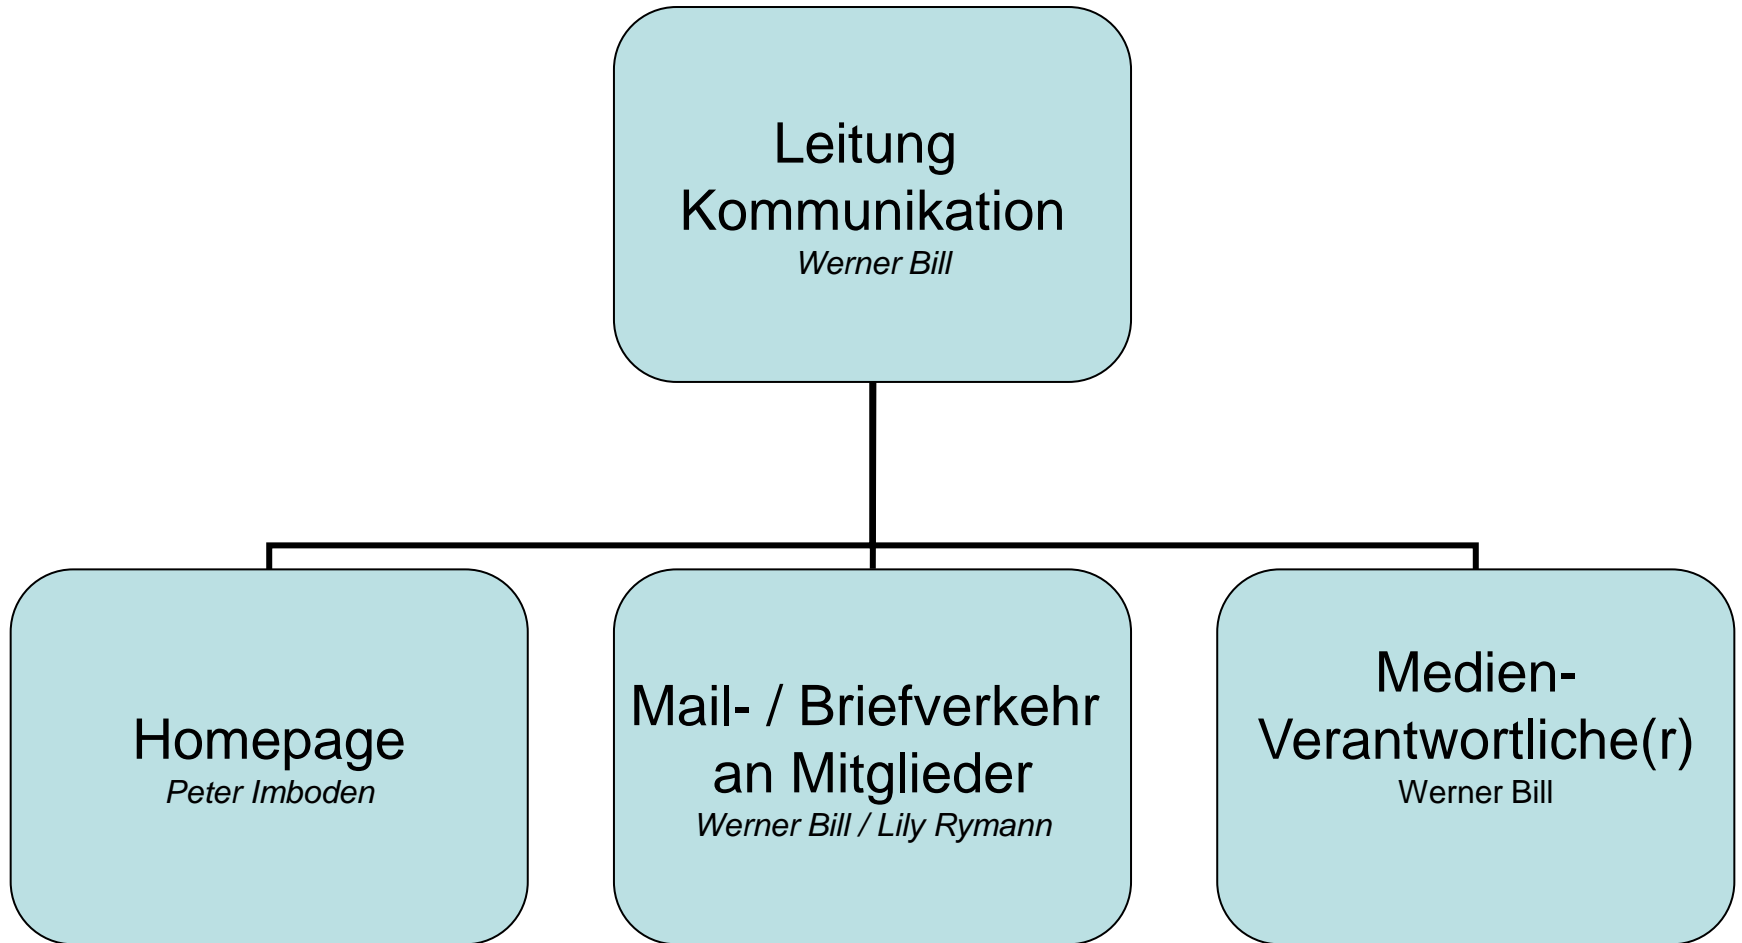 Leitung
Kommunikation
Werner Bill
Homepage
Peter Imboden
Mail- / Briefverkehr
an Mitglieder
Werner Bill / Lily Rymann
Medien-
Verantwortliche(r)
Werner Bill